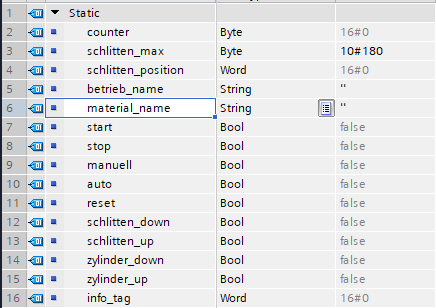 1 Static
2 counter Byte 16#0
3 schlitten_max Byte 10#180
4 schlitten_position Word 16#0
5 betrieb_name String ''
6 material_name String ''
7 start Bool false
8 stop Bool false
9 manuell Bool false
10 auto Bool false
11 reset Bool false
12 schlitten_down Bool false
13 schlitten_up Bool false
14 zylinder_down Bool false
15 zylinder_up Bool false
16 info_tag Word 16#0